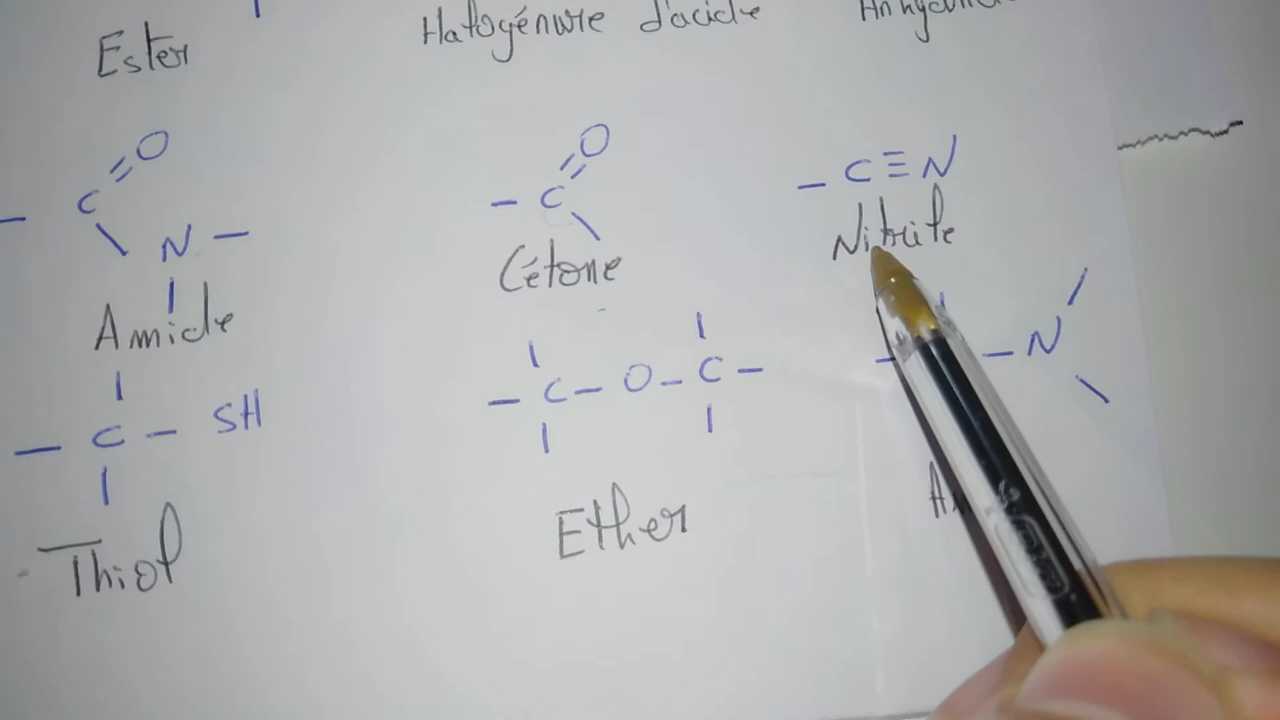 Ester Halogénure d'acide
O
C
N
Amide
O
C
Cétone
C≡N
Nitrile
C - SH
Thiol
C - O - C
Ether
N